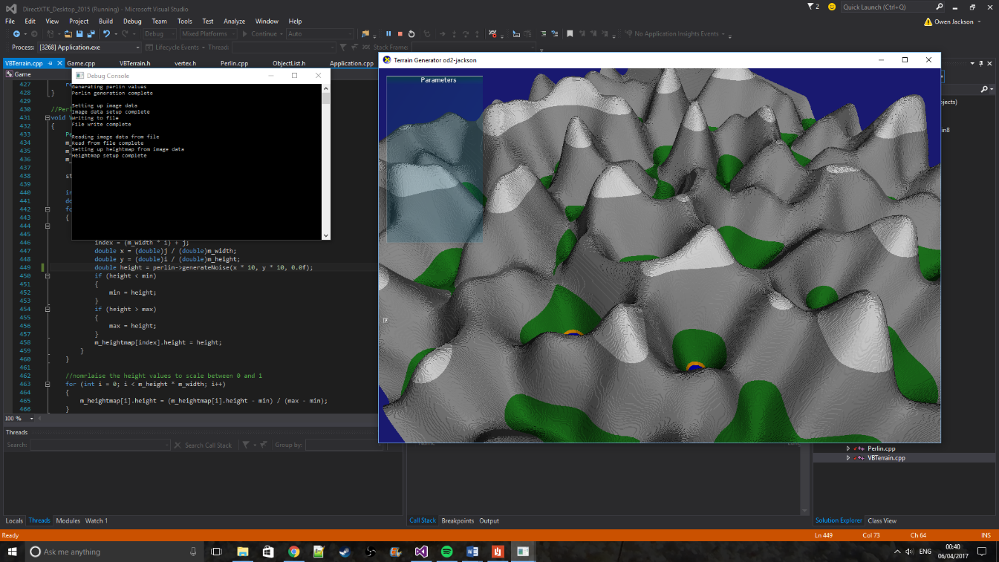 DirectXTK_Desktop_2015 (Running) - Microsoft Visual Studio
2
Quick Launch (Ctrl+Q)
File Edit View Project Build Debug Team Tools Test Analyze Window Help
Owen Jackson
Debug Mixed Platforms Continue Auto
No Application Insights Events
Process: [3268] Application.exe Lifecycle Events Thread: Stack Frame:
VBTerrain.cpp Game.cpp VBTerrain.h vertex.h Perlin.cpp ObjectList.h Application.cpp
Game
Debug Console
Generating perlin values
Perlin generation complete
Setting up image data
Image data setup complete
Writing to file
File write complete
Reading image data from file
Read from file complete
Setting up heightmap from image data
Heightmap setup complete
Terrain Generator od2-jackson
Parameters
427 re
428 }
429
430 //Perl
431 void V
432 {
433 Pe
434 m_
435 m_
436 m_
437
438 st
439
440 in
441 do
442 fo
443 {
444
445
446 index = (m_width * i) + j;
447 double x = (double)j / (double)m_width;
448 double y = (double)i / (double)m_height;
449 double height = perlin->generateNoise(x * 10, y * 10, 0.0f);
450 if (height < min)
451 {
452 min = height;
453 }
454 if (height > max)
455 {
456 max = height;
457 }
458 m_heightmap[index].height = height;
459 }
460 }
461
462 //nomrlaise the height values to scale between 0 and 1
463 for (int i = 0; i < m_height * m_width; i++)
464 {
465 m_heightmap[i].height = (m_heightmap[i].height - min) / (max - min);
466 }
100 %
Threads
Search: Search Call Stack Group by:
Name
Perlin.cpp
VBTerrain.cpp
Locals Threads Modules Watch 1
Call Stack Breakpoints Output
Solution Explorer Class View
Ready
Ln 449 Col 73 Ch 64 INS
Ask me anything
ENG
00:40
06/04/2017